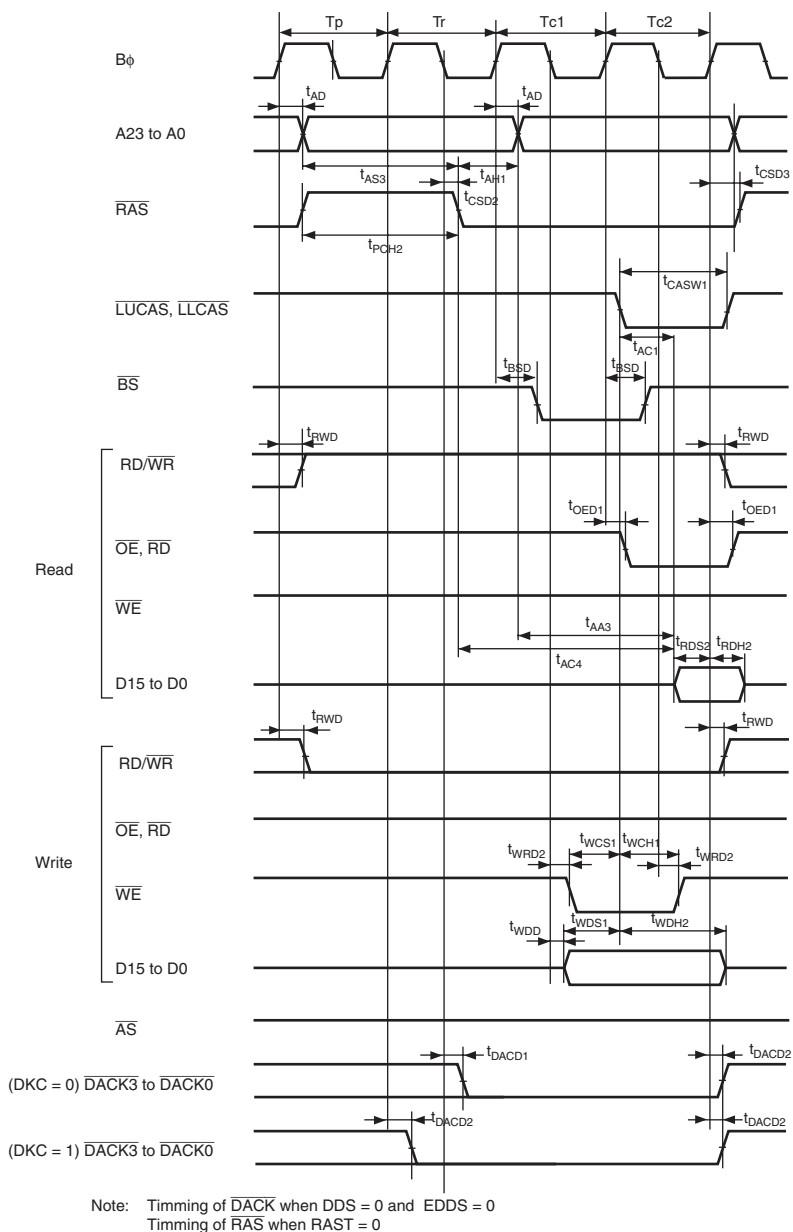 Tp Tr Tc1 Tc2
Bφ
tAD tAD
A23 to A0
tAS3 tAH1 tCSD3
tCSD2
RAS
tPCH2
tCASW1
LUCAS, LLCAS
tAC1
tBSD tBSD
BS
tRWD tRWD
RD/WR
tOED1 tOED1
OE, RD
Read
WE
tAA3
tRDS2 tRDH2
tAC4
D15 to D0
tRWD tRWD
RD/WR
OE, RD
Write
tWCS1 tWCH1
tWRD2 tWRD2
WE
tWDS1 tWDH2
tWDD
D15 to D0
AS
tDACD1 tDACD2
(DKC = 0) DACK3 to DACK0
tDACD2 tDACD2
(DKC = 1) DACK3 to DACK0
Note: Timming of DACK when DDS = 0 and EDDS = 0
Timming of RAS when RAST = 0